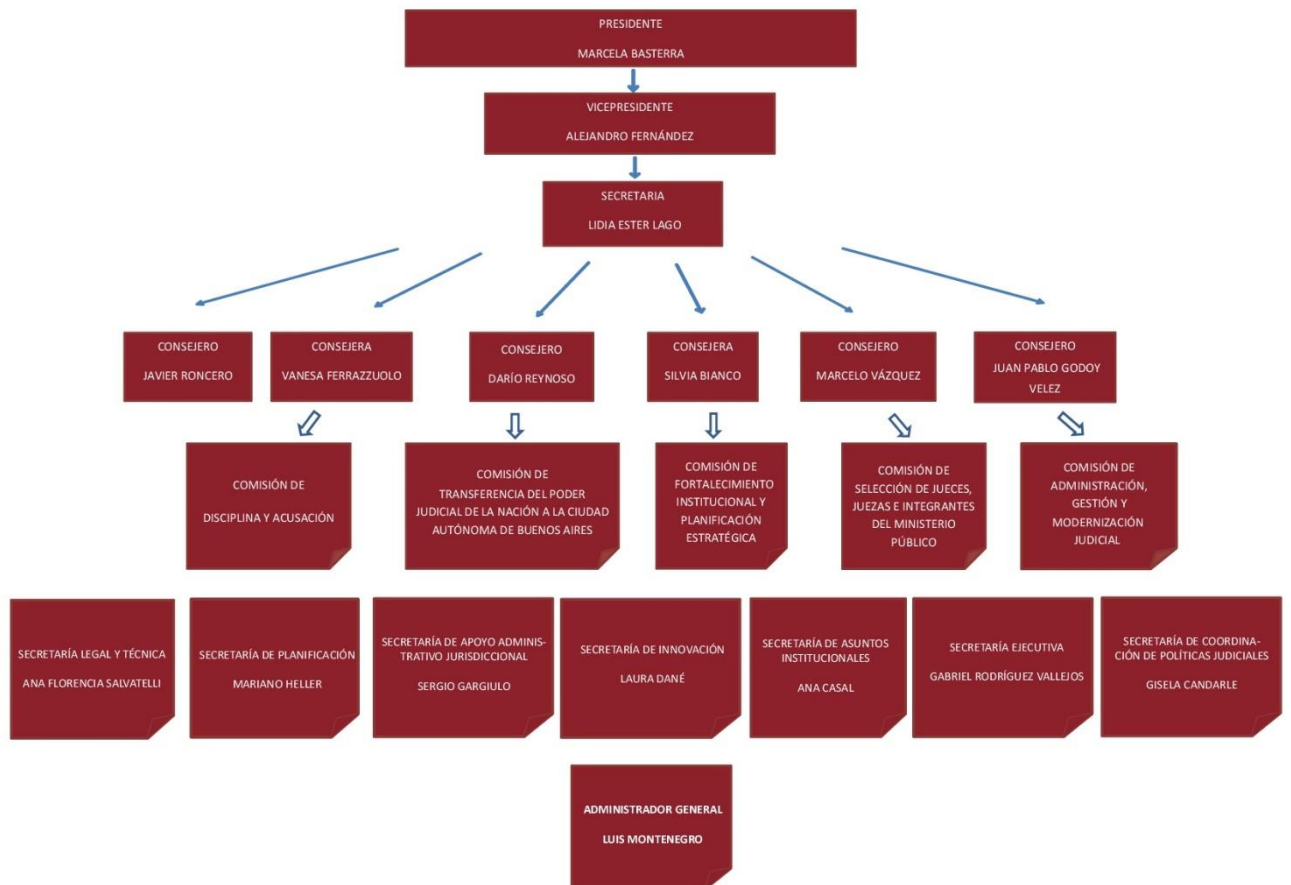 PRESIDENTE
MARCELA BASTERRA
VICEPRESIDENTE
ALEJANDRO FERNÁNDEZ
SECRETARIA
LIDIA ESTER LAGO
CONSEJERO
JAVIER RONCERO
CONSEJERA
VANESA FERRAZZUOLO
CONSEJERO
DARÍO REYNOSO
CONSEJERA
SILVIA BIANCO
CONSEJERO
MARCELO VÁZQUEZ
CONSEJERO
JUAN PABLO GODOY
VELEZ
COMISIÓN DE
DISCIPLINA Y ACUSACIÓN
COMISIÓN DE
TRANSFERENCIA DEL PODER
JUDICIAL DE LA NACIÓN A LA CIUDAD
AUTÓNOMA DE BUENOS AIRES
COMISIÓN DE
FORTALECIMIENTO
INSTITUCIONAL Y
PLANIFICACIÓN
ESTRATÉGICA
COMISIÓN DE
SELECCIÓN DE JUECES,
JUEZAS E INTEGRANTES
DEL MINISTERIO
PÚBLICO
COMISIÓN DE
ADMINISTRACIÓN,
GESTIÓN Y
MODERNIZACIÓN
JUDICIAL
SECRETARÍA LEGAL Y TÉCNICA
ANA FLORENCIA SALVATELLI
SECRETARÍA DE PLANIFICACIÓN
MARIANO HELLER
SECRETARÍA DE APOYO ADMINIS-
TRATIVO JURISDICCIONAL
SERGIO GARGIULO
SECRETARÍA DE INNOVACIÓN
LAURA DANÉ
SECRETARÍA DE ASUNTOS
INSTITUCIONALES
ANA CASAL
SECRETARÍA EJECUTIVA
GABRIEL RODRÍGUEZ VALLEJOS
SECRETARÍA DE COORDINA-
CIÓN DE POLÍTICAS JUDICIALES
GISELA CANDARLE
ADMINISTRADOR GENERAL
LUIS MONTENEGRO